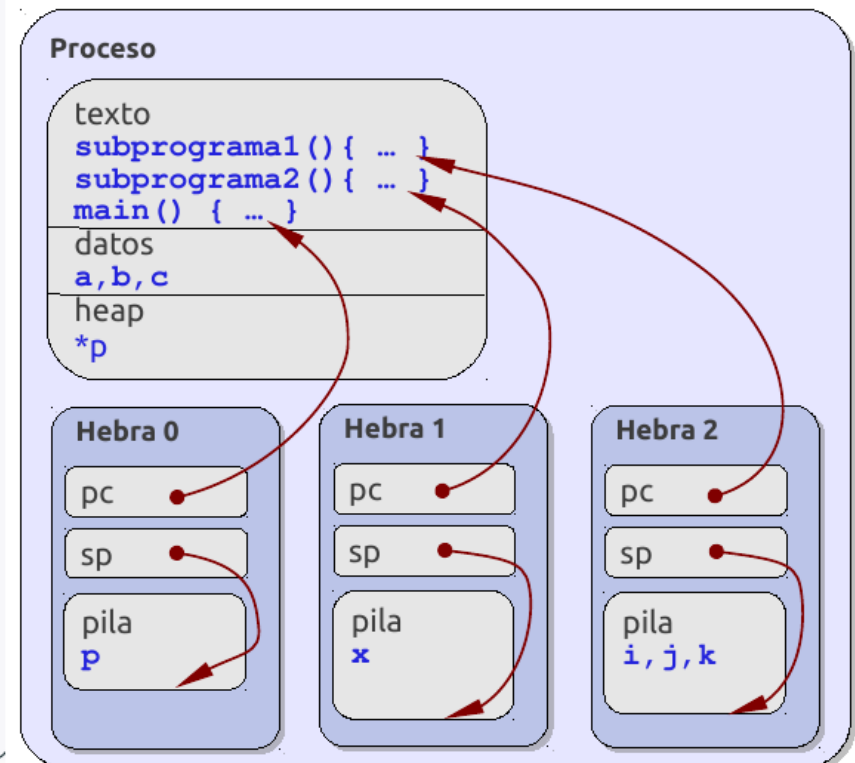 Proceso
texto
subprograma1(){ … }
subprograma2(){ … }
main() { … }
datos
a,b,c
heap
*p
Hebra 0
pc
sp
pila
p
Hebra 1
pc
sp
pila
x
Hebra 2
pc
sp
pila
i,j,k